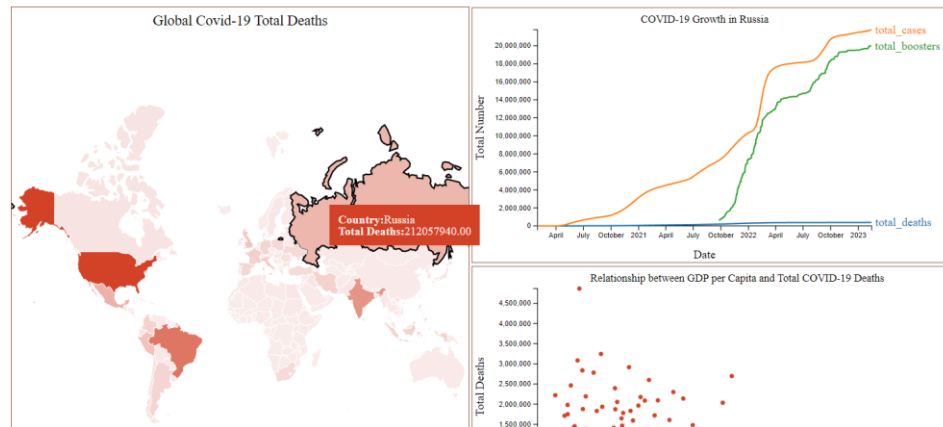 Global Covid-19 Total Deaths
Country:Russia
Total Deaths:212057940.00
COVID-19 Growth in Russia
total_cases
total_boosters
total_deaths
Total Number
20,000,000
18,000,000
16,000,000
14,000,000
12,000,000
10,000,000
8,000,000
6,000,000
4,000,000
2,000,000
0
April July October 2021 April July October 2022 April July October 2023
Date
Relationship between GDP per Capita and Total COVID-19 Deaths
Total Deaths
4,500,000
4,000,000
3,500,000
3,000,000
2,500,000
2,000,000
1,500,000